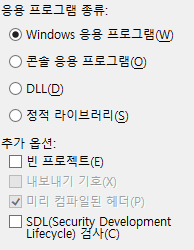 응용 프로그램 종류:
Windows 응용 프로그램(W)
콘솔 응용 프로그램(O)
DLL(D)
정적 라이브러리(S)
추가 옵션:
빈 프로젝트(E)
내보내기 기호(X)
미리 컴파일된 헤더(P)
SDL(Security Development
Lifecycle) 검사(C)